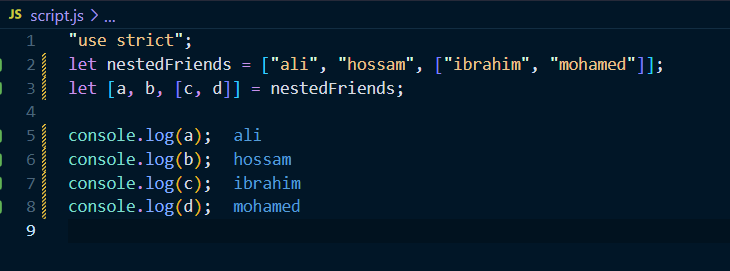 JS script.js > ...
1 "use strict";
2 let nestedFriends = ["ali", "hossam", ["ibrahim", "mohamed"]];
3 let [a, b, [c, d]] = nestedFriends;
4
5 console.log(a); ali
6 console.log(b); hossam
7 console.log(c); ibrahim
8 console.log(d); mohamed
9